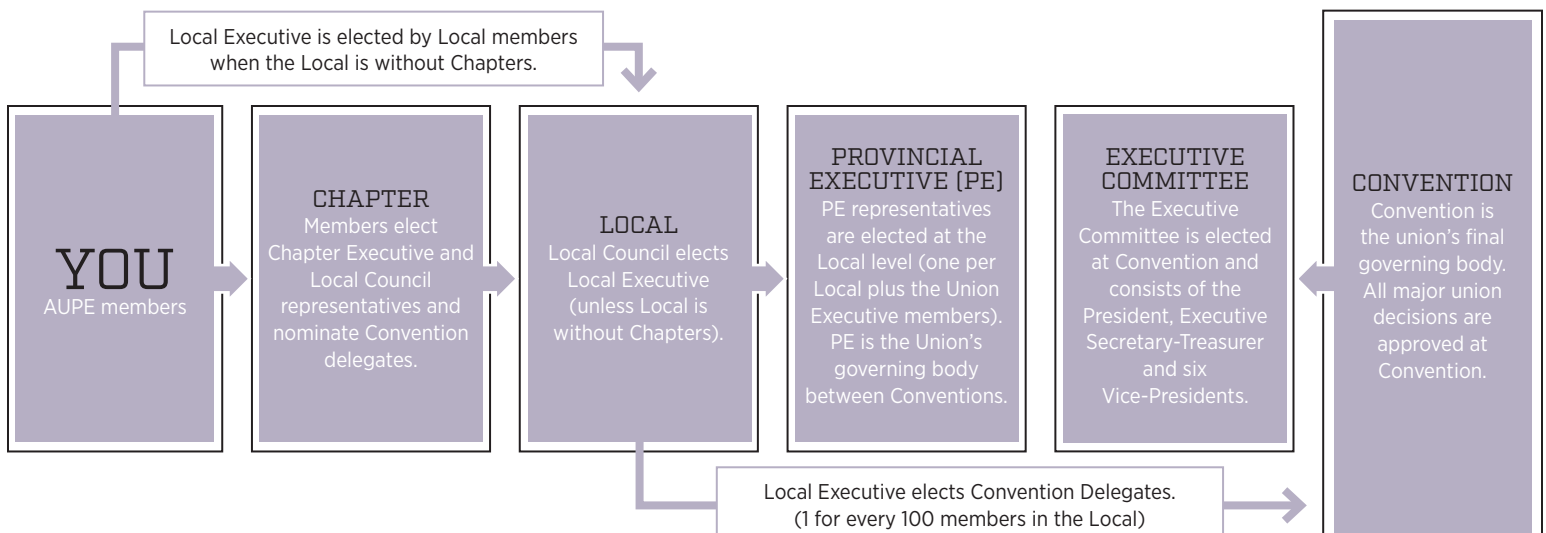 Local Executive is elected by Local members
when the Local is without Chapters.
YOU
AUPE members
CHAPTER
Members elect
Chapter Executive and
Local Council
representatives and
nominate Convention
delegates.
LOCAL
Local Council elects
Local Executive
(unless Local is
without Chapters).
PROVINCIAL
EXECUTIVE (PE)
PE representatives
are elected at the
Local level (one per
Local plus the Union
Executive members).
PE is the Union's
governing body
between Conventions.
EXECUTIVE
COMMITTEE
The Executive
Committee is elected
at Convention and
consists of the
President, Executive
Secretary-Treasurer
and six
Vice-Presidents.
CONVENTION
Convention is
the union's final
governing body.
All major union
decisions are
approved at
Convention.
Local Executive elects Convention Delegates.
(1 for every 100 members in the Local)